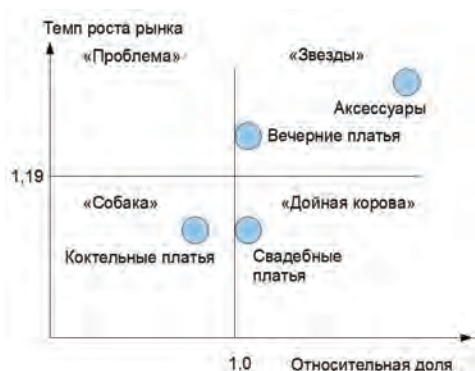 Темп роста рынка
«Проблема»
«Звезды»
Аксессуары
Вечерние платья
1,19
«Собака»
«Дойная корова»
Коктельные платья
Свадебные
платья
1.0
Относительная доля